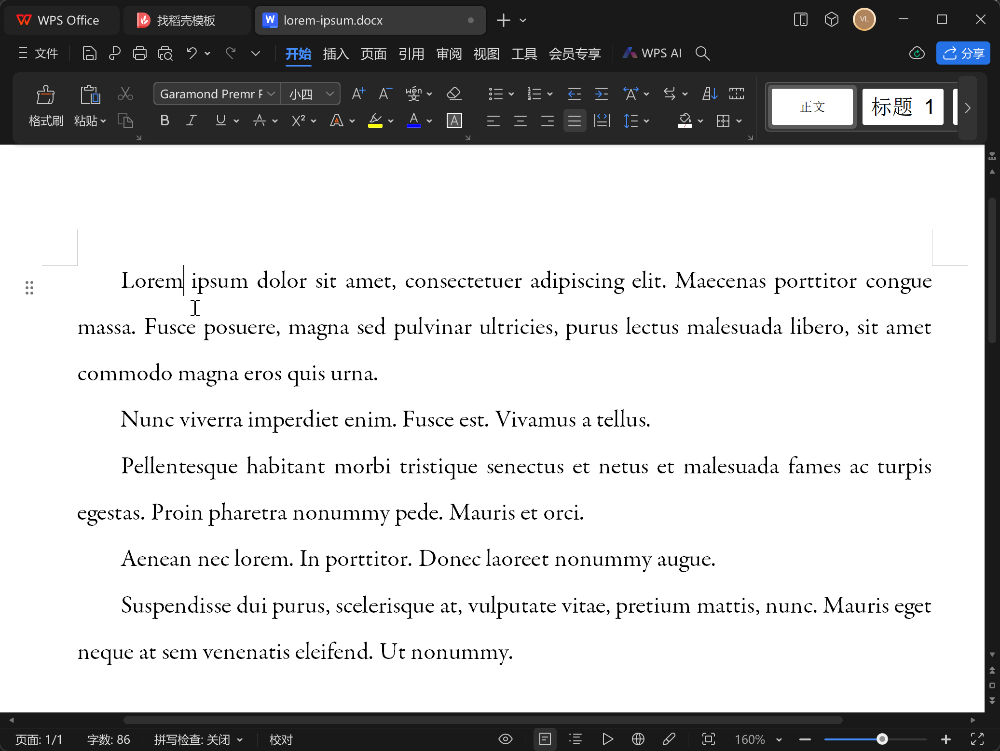 WPS Office 找稻壳模板 lorem-ipsum.docx VL
文件 开始 插入 页面 引用 审阅 视图 工具 会员专享 WPS AI 分享
格式刷 粘贴 Garamond Premr 小四 正文 标题 1
Lorem ipsum dolor sit amet, consectetuer adipiscing elit. Maecenas porttitor congue
massa. Fusce posuere, magna sed pulvinar ultricies, purus lectus malesuada libero, sit amet
commodo magna eros quis urna.
Nunc viverra imperdiet enim. Fusce est. Vivamus a tellus.
Pellentesque habitant morbi tristique senectus et netus et malesuada fames ac turpis
egestas. Proin pharetra nonummy pede. Mauris et orci.
Aenean nec lorem. In porttitor. Donec laoreet nonummy augue.
Suspendisse dui purus, scelerisque at, vulputate vitae, pretium mattis, nunc. Mauris eget
neque at sem venenatis eleifend. Ut nonummy.
页面: 1/1 字数: 86 拼写检查: 关闭 校对 160%